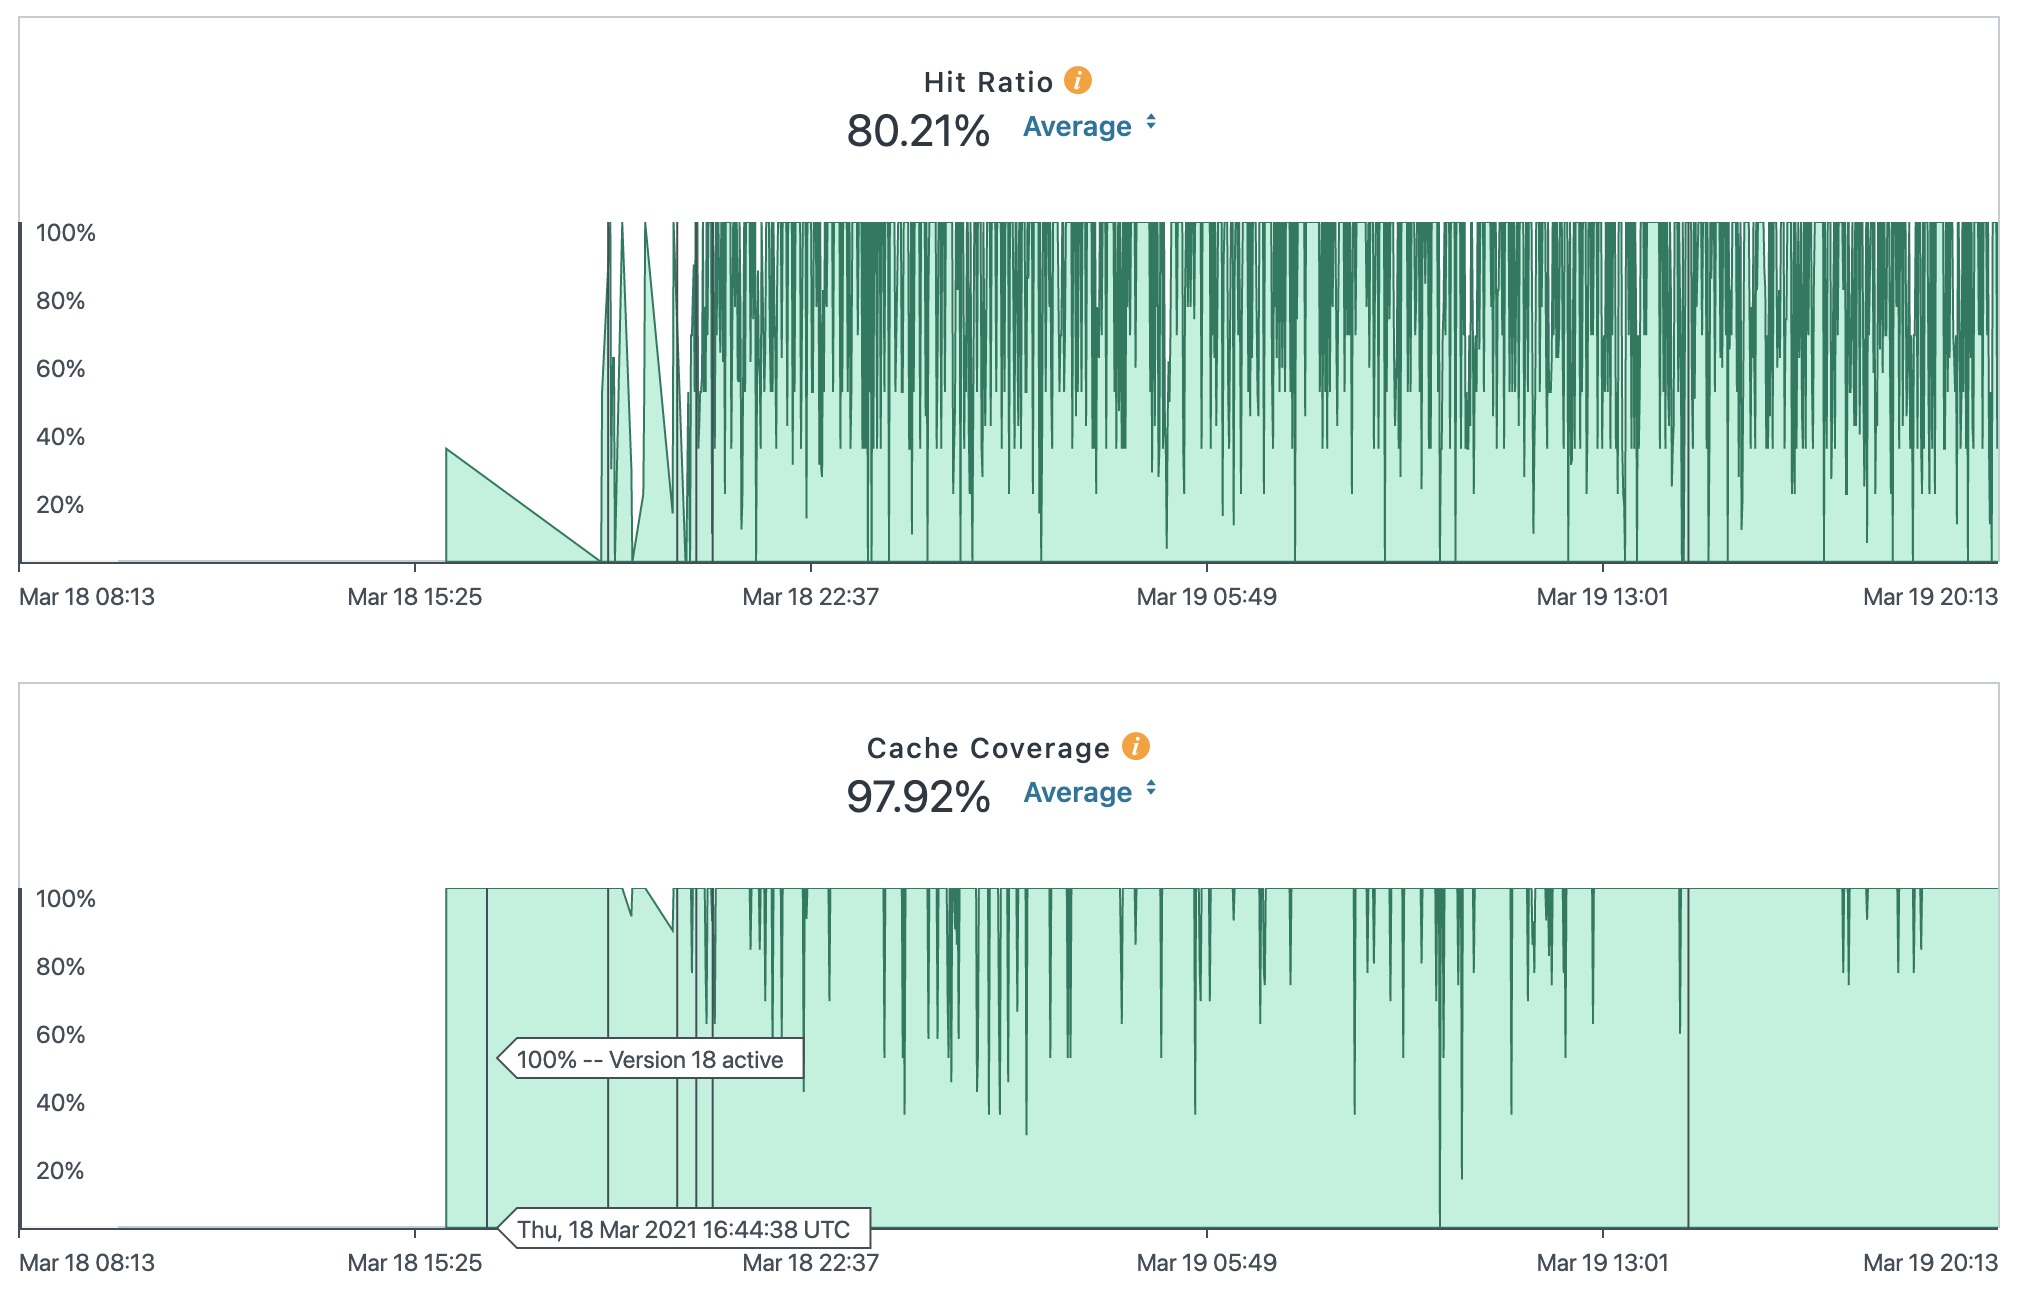 Hit Ratio i
80.21% Average
100%
80%
60%
40%
20%
Mar 18 08:13 Mar 18 15:25 Mar 18 22:37 Mar 19 05:49 Mar 19 13:01 Mar 19 20:13
Cache Coverage i
97.92% Average
100%
80%
60%
100% -- Version 18 active
40%
20%
Thu, 18 Mar 2021 16:44:38 UTC
Mar 18 08:13 Mar 18 15:25 Mar 18 22:37 Mar 19 05:49 Mar 19 13:01 Mar 19 20:13